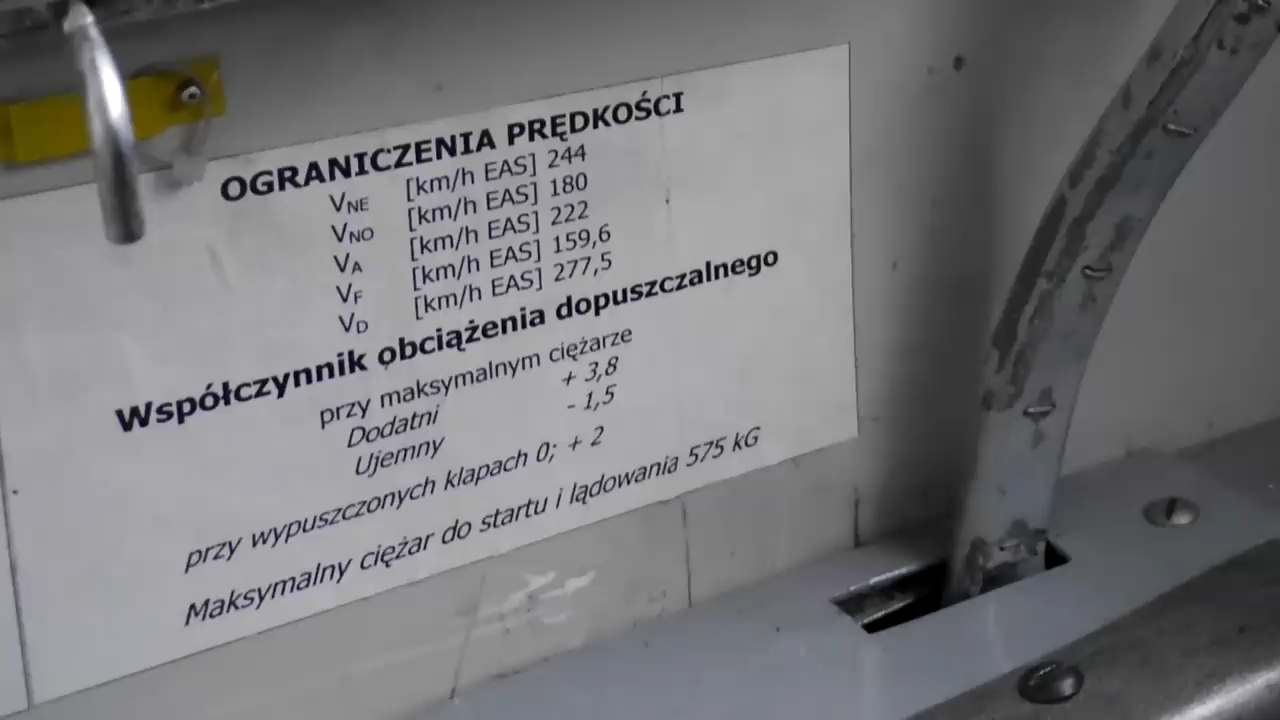 OGRANICZENIA PRĘDKOŚCI
VNE [km/h EAS] 244
VNO [km/h EAS] 180
VA [km/h EAS] 222
VF [km/h EAS] 159,6
VD [km/h EAS] 277,5
Współczynnik obciążenia dopuszczalnego
przy maksymalnym ciężarze
Dodatni + 3,8
Ujemny - 1,5
przy wypuszczonych klapach 0; + 2
Maksymalny ciężar do startu i lądowania 575 kG